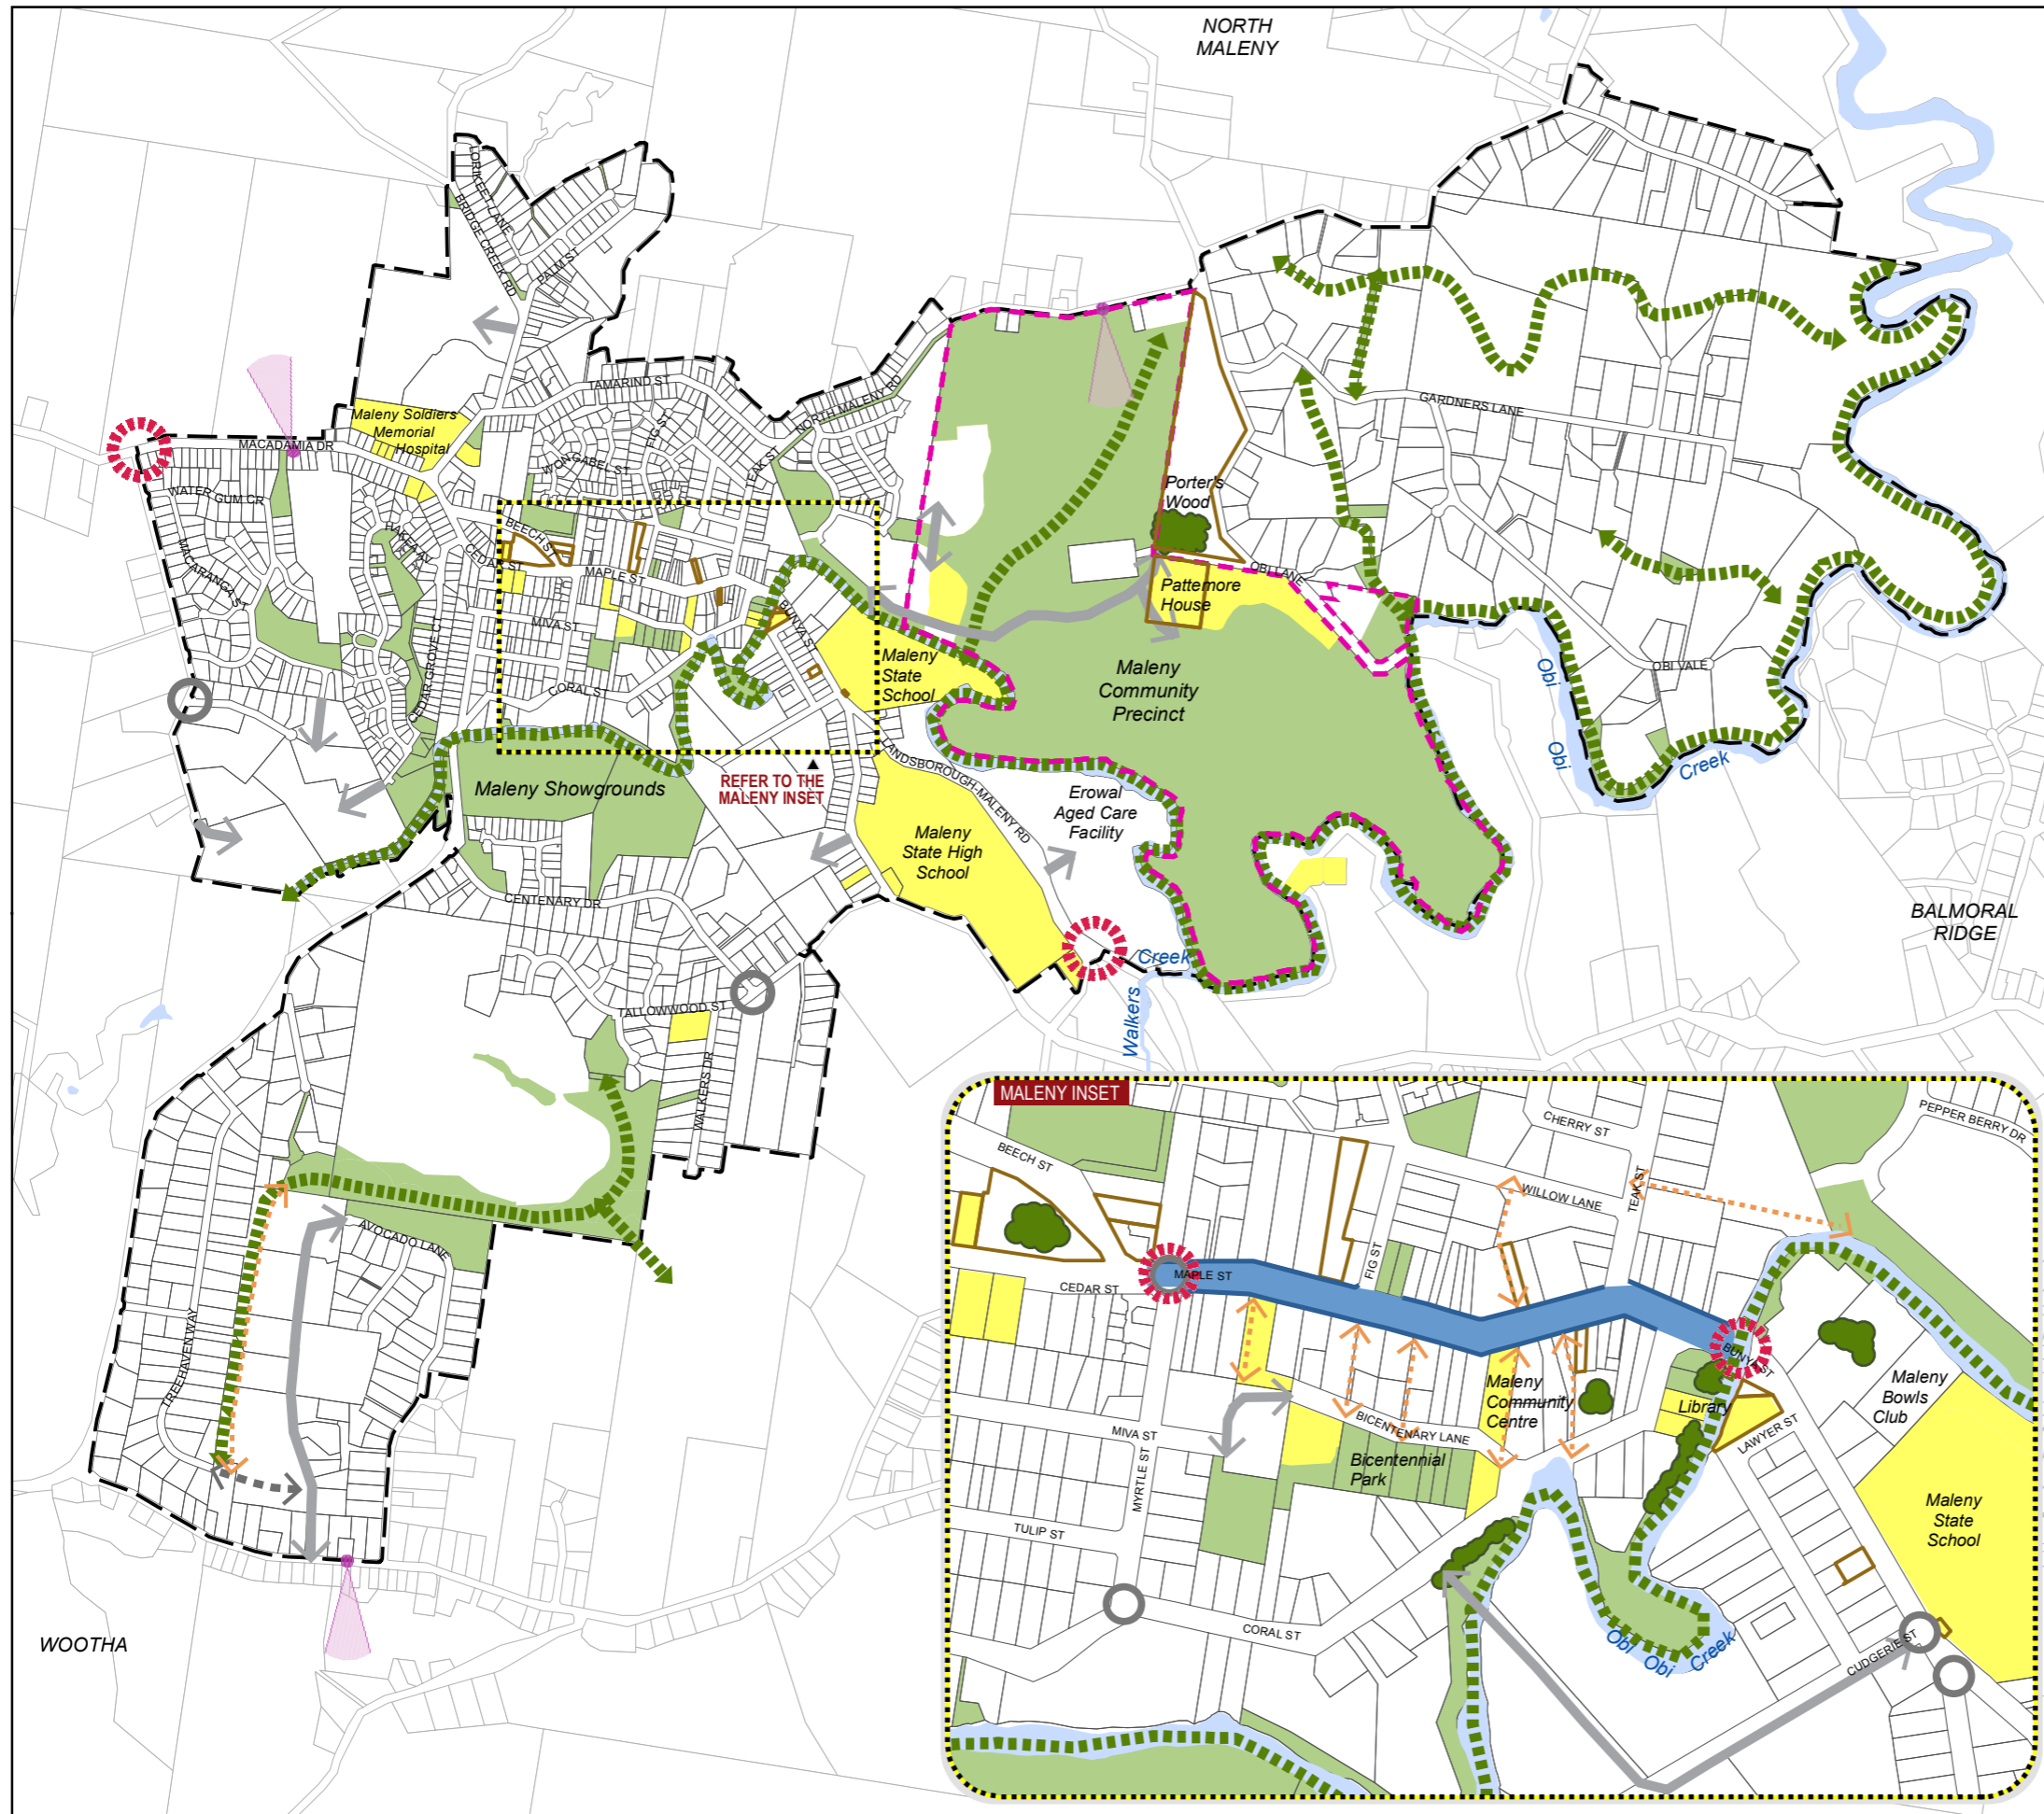 NORTH
MALENY
LORIKEET LANE
BRIDGE CREEK RD
PALM ST
TAMARIND ST
NORTH MALENY RD
FIG ST
WONGABEL ST
TEAK ST
Maleny Soldiers
Memorial
Hospital
MACADAMIA DR
WATER GUM CR
HAKEA AV
MACARANGA ST
CEDAR GROVE CT
BEECH ST
CEDAR ST
MAPLE ST
MIVA ST
BUNYA ST
CORAL ST
GARDNERS LANE
Porter's
Wood
OBI LANE
Pattemore
House
Maleny
State
School
Maleny
Community
Precinct
OBI VALE
Obi
Obi
Creek
Maleny Showgrounds
REFER TO THE
MALENY INSET
LANDSBOROUGH-MALENY RD
Erowal
Aged Care
Facility
Maleny
State High
School
CENTENARY DR
BALMORAL
RIDGE
Creek
Walkers
TALLOWWOOD ST
WALKERS DR
AVOCADO LANE
TREEHAVEN WAY
WOOTHA
MALENY INSET
CHERRY ST
PEPPER BERRY DR
BEECH ST
WILLOW LANE
TEAK ST
FIG ST
MAPLE ST
CEDAR ST
BUNYA ST
Maleny
Bowls
Club
Maleny
Community
Centre
Library
LAWYER ST
BICENTENARY LANE
MIVA ST
Bicentennial
Park
MYRTLE ST
Maleny
State
School
TULIP ST
CORAL ST
Obi
Obi
Creek
CUDGERIE ST